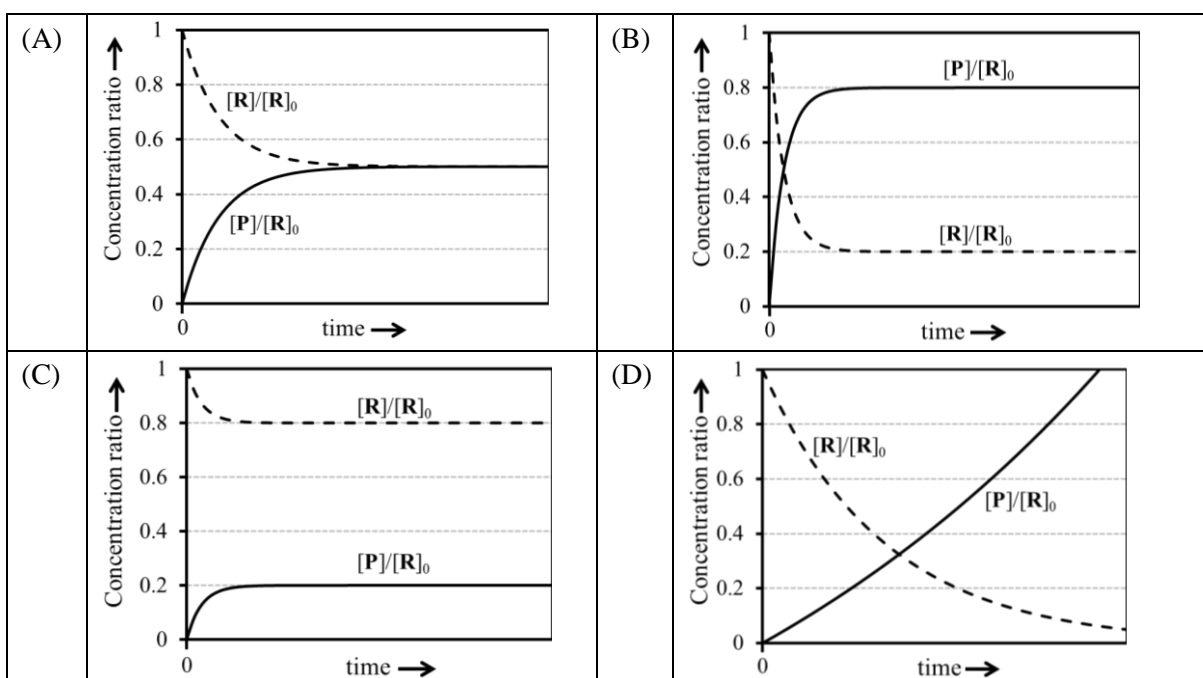 (A)
Concentration ratio
1
0.8
0.6
0.4
0.2
0
[R]/[R]₀
[P]/[R]₀
0
time
(B)
Concentration ratio
1
0.8
0.6
0.4
0.2
0
[P]/[R]₀
[R]/[R]₀
0
time
(C)
Concentration ratio
1
0.8
0.6
0.4
0.2
0
[R]/[R]₀
[P]/[R]₀
0
time
(D)
Concentration ratio
1
0.8
0.6
0.4
0.2
0
[R]/[R]₀
[P]/[R]₀
0
time